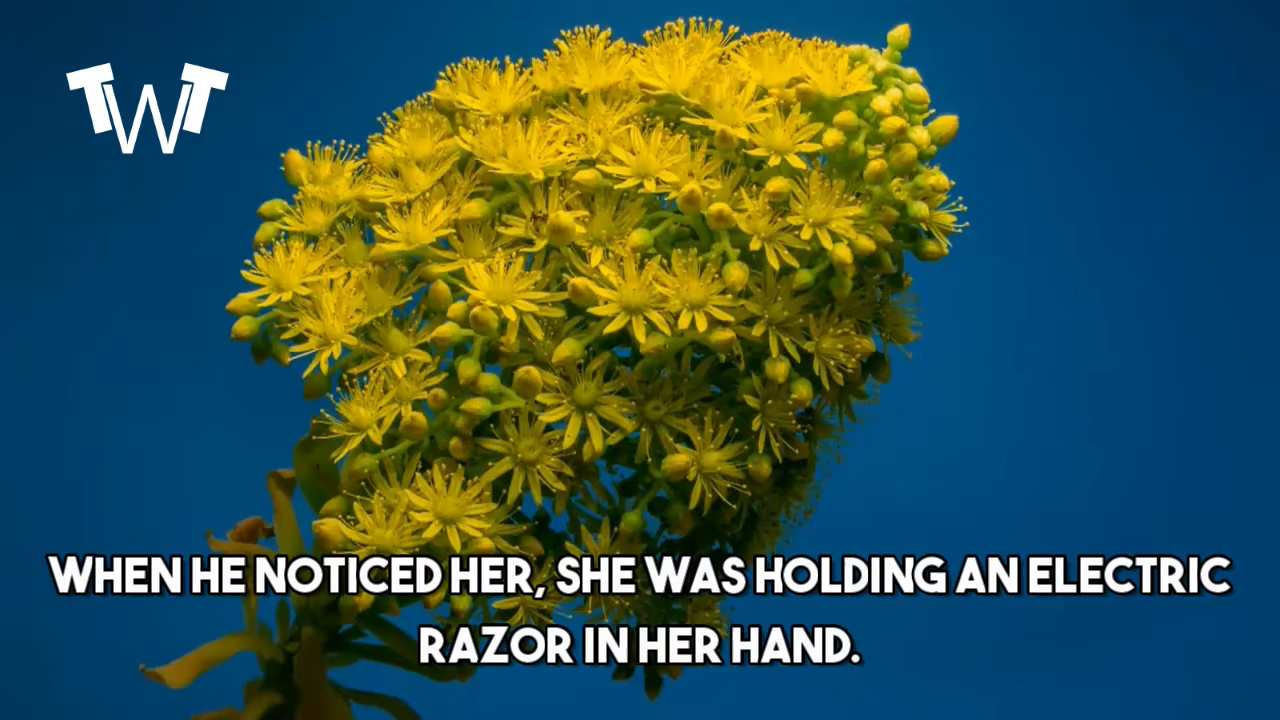 TWT
WHEN HE NOTICED HER, SHE WAS HOLDING AN ELECTRIC
RAZOR IN HER HAND.